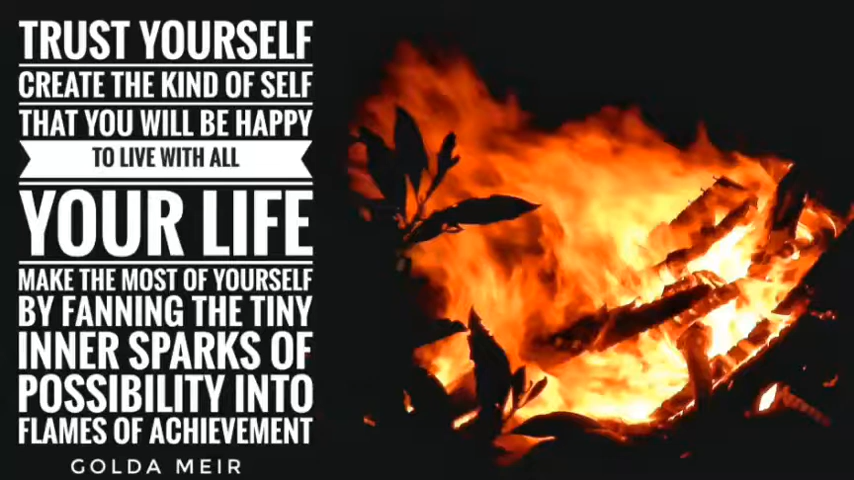 TRUST YOURSELF
CREATE THE KIND OF SELF
THAT YOU WILL BE HAPPY
TO LIVE WITH ALL
YOUR LIFE
MAKE THE MOST OF YOURSELF
BY FANNING THE TINY
INNER SPARKS OF
POSSIBILITY INTO
FLAMES OF ACHIEVEMENT
GOLDA MEIR